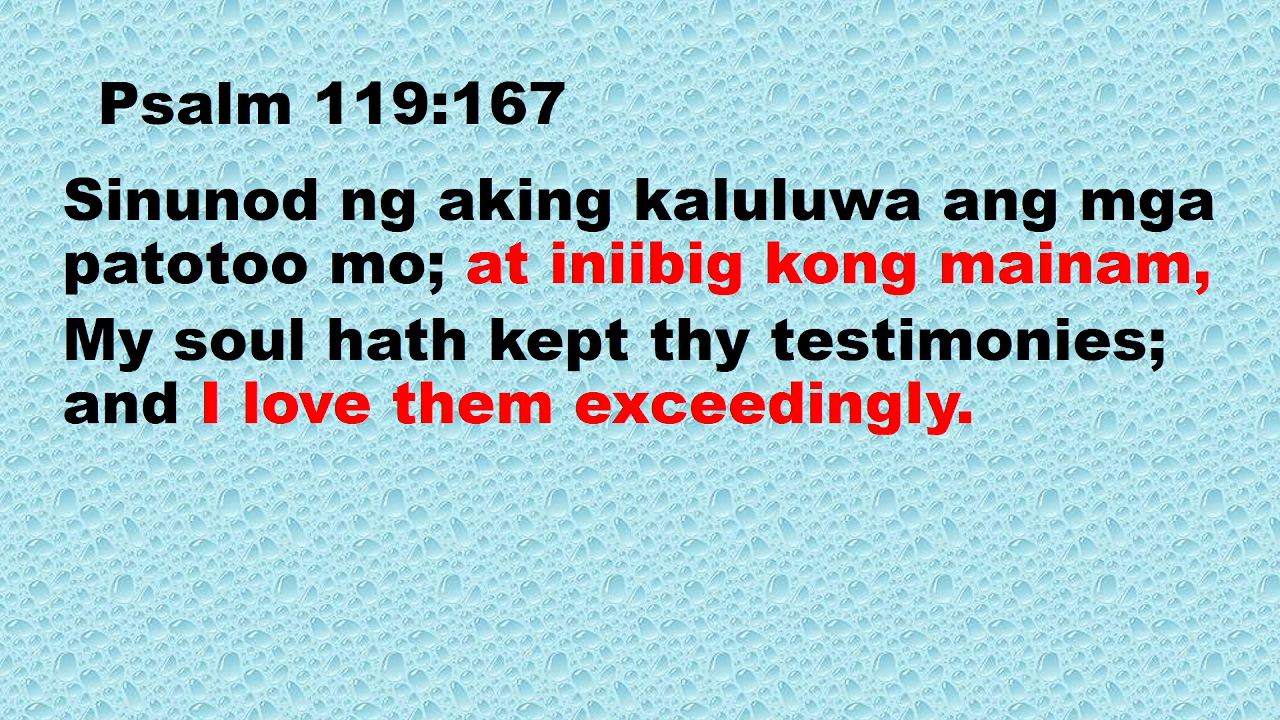 Psalm 119:167
Sinunod ng aking kaluluwa ang mga
patotoo mo; at iniibig kong mainam,
My soul hath kept thy testimonies;
and I love them exceedingly.